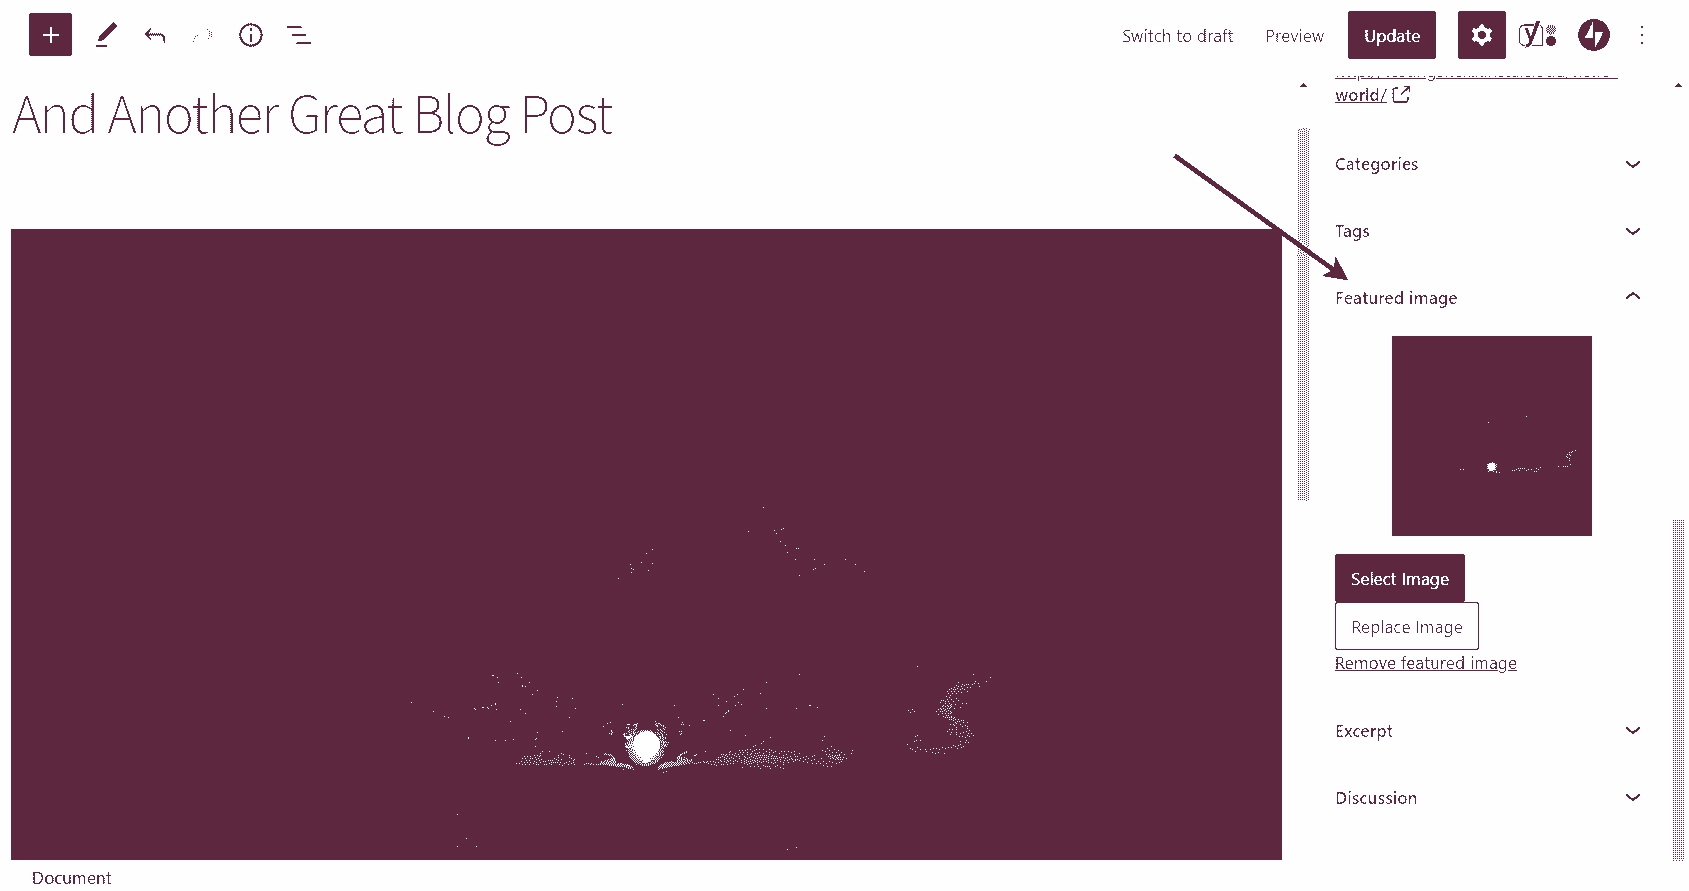 Switch to draft Preview Update
And Another Great Blog Post
world/
Categories
Tags
Featured image
Select Image
Replace Image
Remove featured image
Excerpt
Discussion
Document